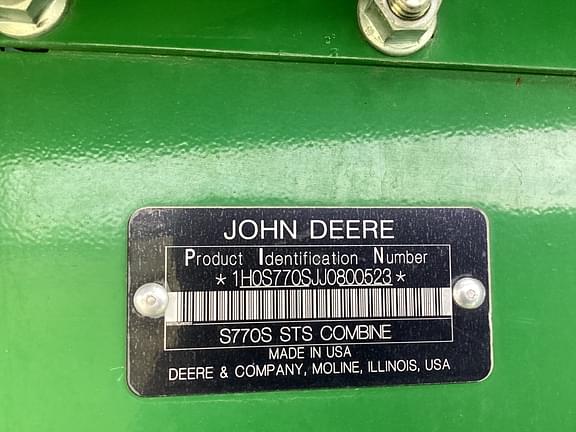 JOHN DEERE
Product Identification Number
*1H0S770SJJ0800523*
S770S STS COMBINE
MADE IN USA
DEERE & COMPANY, MOLINE, ILLINOIS, USA